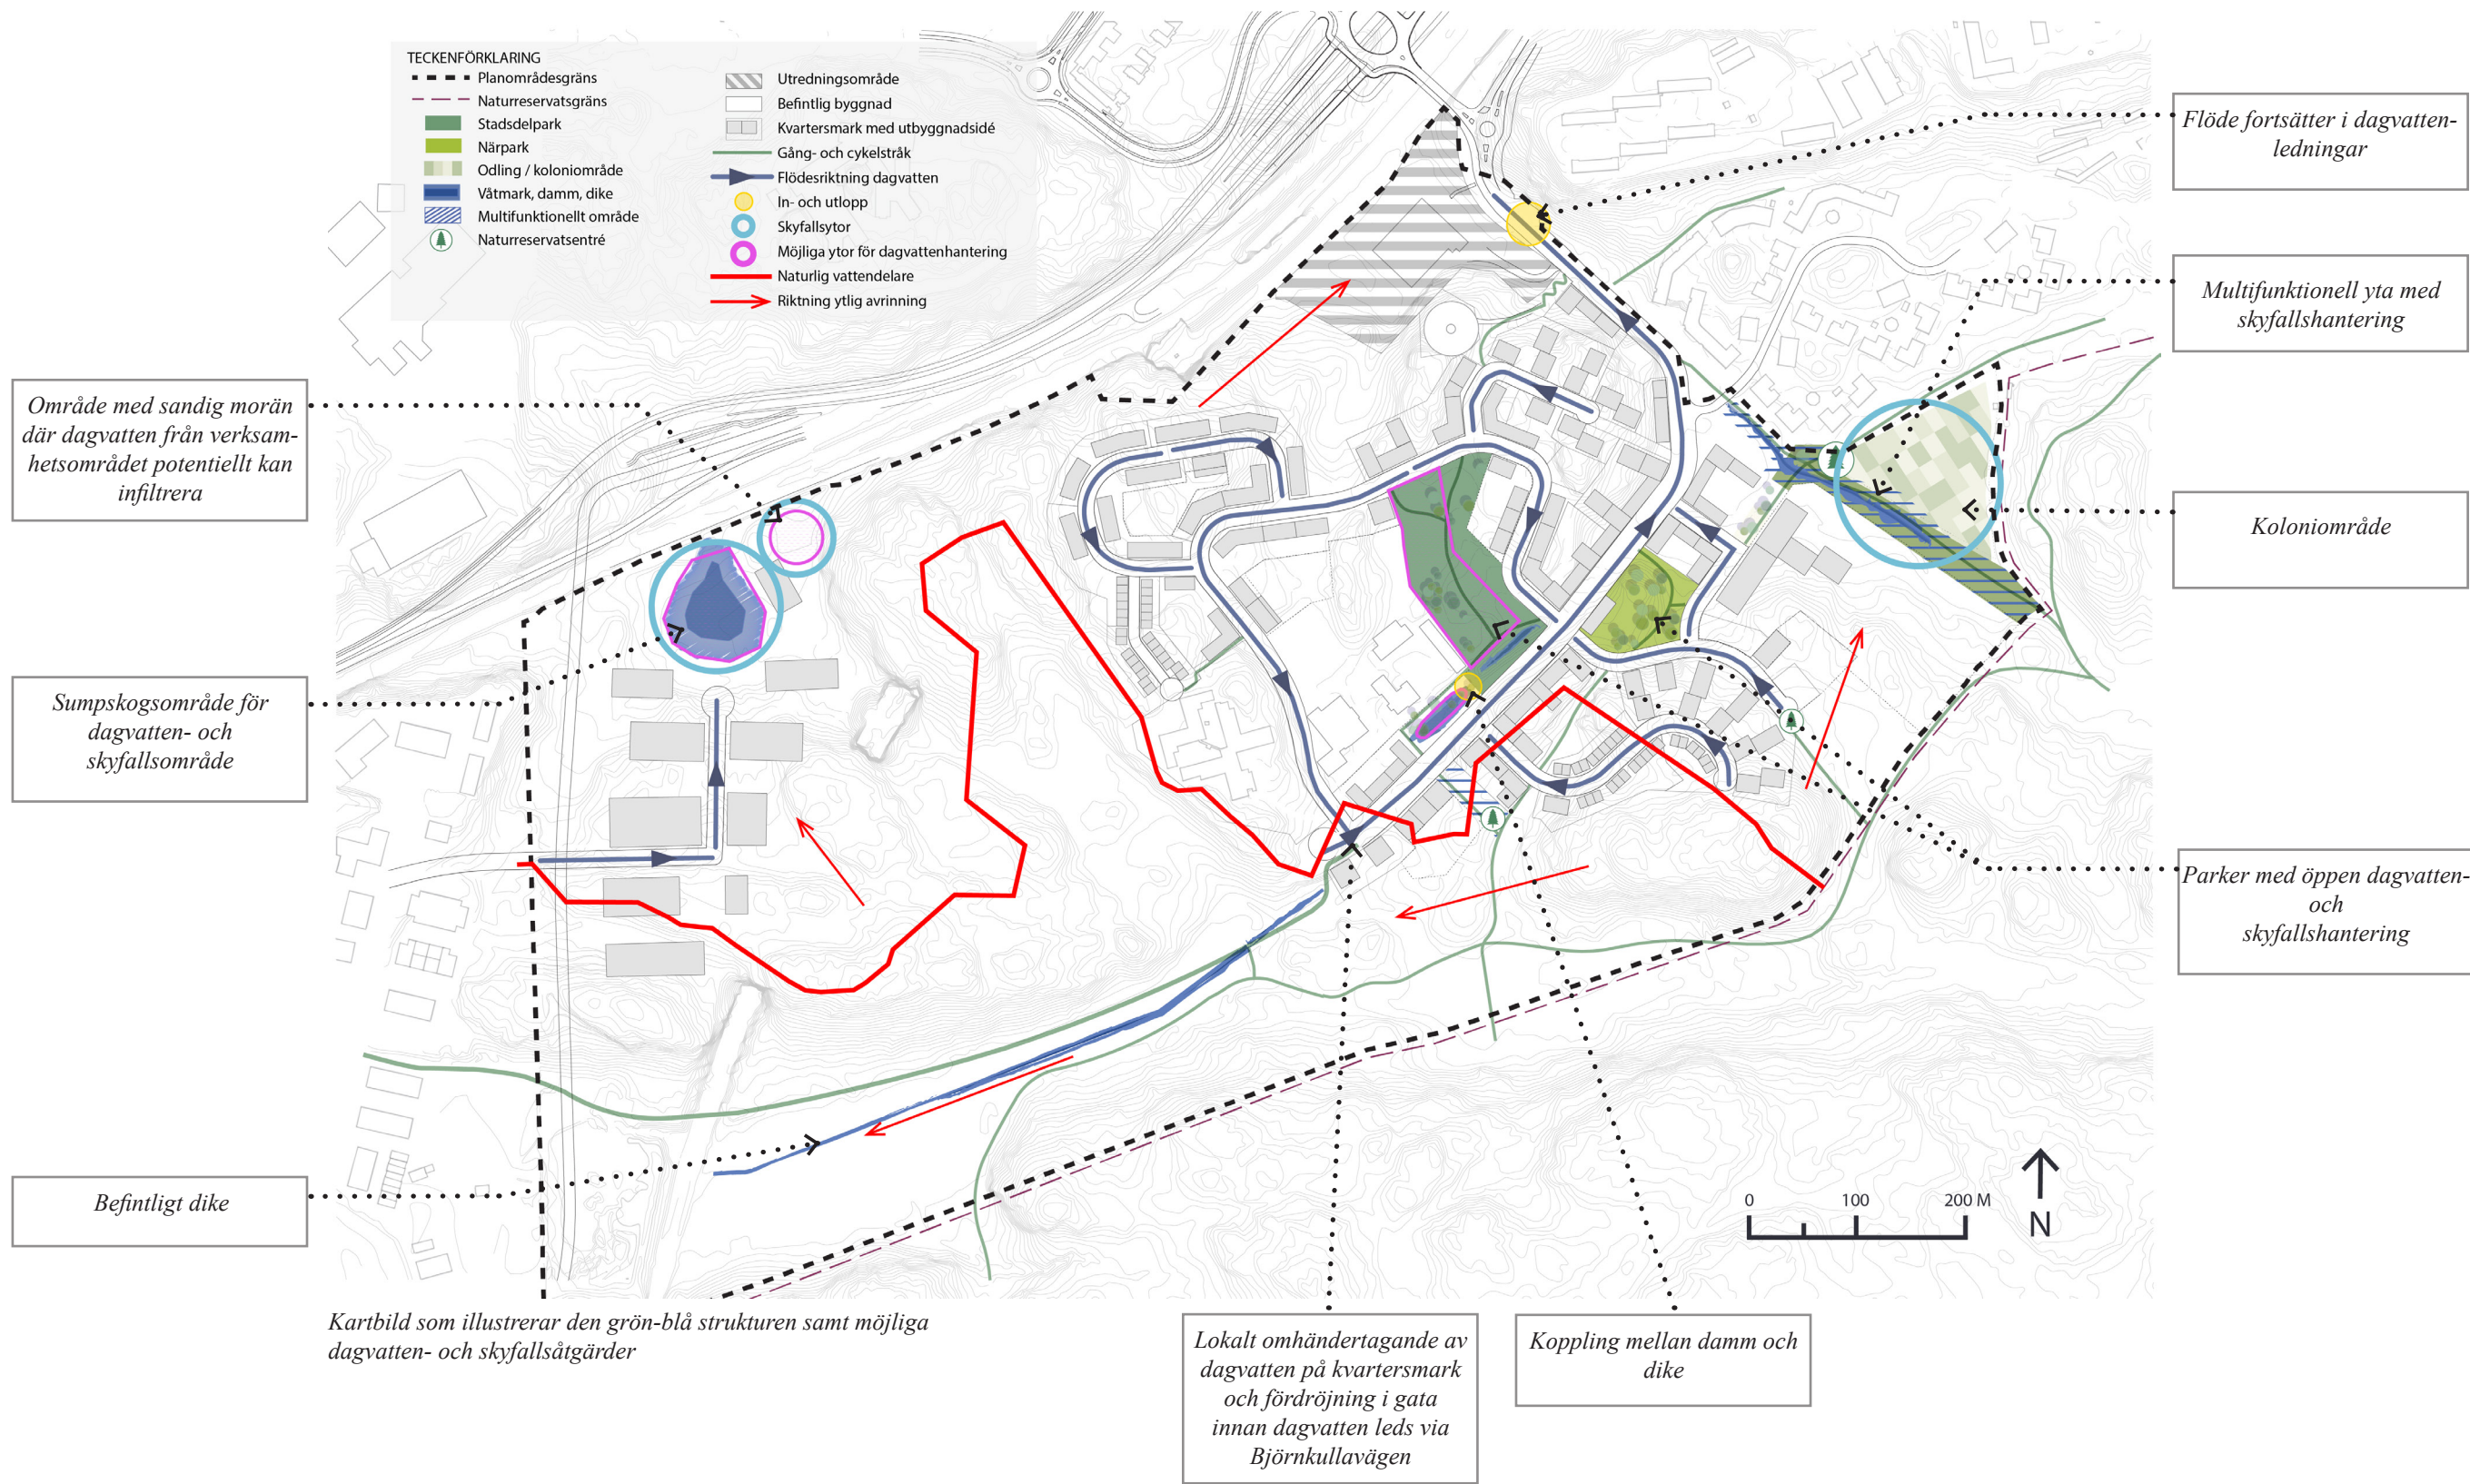 TECKENFÖRKLARING
Planområdesgräns
Naturreservatsgräns
Stadsdelpark
Närpark
Odling / koloniområde
Våtmark, damm, dike
Multifunktionellt område
Naturreservatsentré
Utredningsområde
Befintlig byggnad
Kvartersmark med utbyggnadsidé
Gång- och cykelstråk
Flödesriktning dagvatten
In- och utlopp
Skyfallsytor
Möjliga ytor för dagvattenhantering
Naturlig vattendelare
Riktning ytlig avrinning
Flöde fortsätter i dagvatten-
ledningar
Multifunktionell yta med
skyfallshantering
Koloniområde
Parker med öppen dagvatten-
och
skyfallshantering
Område med sandig morän
där dagvatten från verksam-
hetsområdet potentiellt kan
infiltrera
Sumpskogsområde för
dagvatten- och
skyfallsområde
Befintligt dike
0 100 200 M
N
Kartbild som illustrerar den grön-blå strukturen samt möjliga
dagvatten- och skyfallsåtgärder
Lokalt omhändertagande av
dagvatten på kvartersmark
och fördröjning i gata
innan dagvatten leds via
Björnkullavägen
Koppling mellan damm och
dike